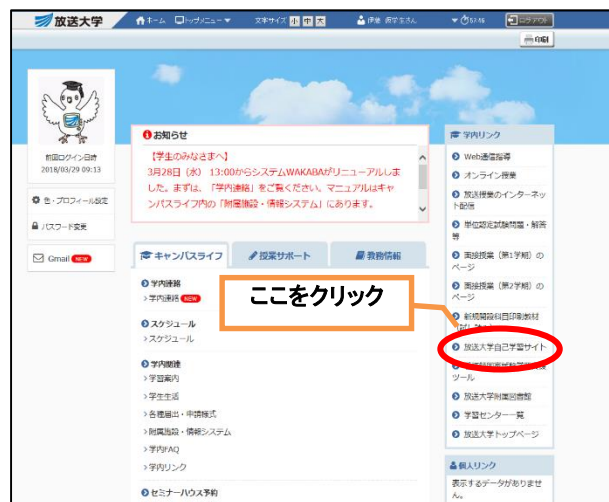 放送大学
ホーム
トップメニュー
文字サイズ 小 中 大
ログアウト
印刷
前回ログイン日時
2018/03/29 09:13
色・プロフィール設定
パスワード変更
Gmail NEW
お知らせ
【学生のみなさまへ】
3月28日（水） 13:00からシステムWAKABAがリニューアルしま
した。まずは、「学内連絡」をご覧ください。マニュアルはキャ
ンパスライフ内の「附属施設・情報システム」にあります。
キャンパスライフ
授業サポート
教務情報
学内連絡
学内連絡 NEW
スケジュール
スケジュール
学内関連
学習案内
学生生活
各種届出・申請様式
附属施設・情報システム
学内FAQ
学内リンク
セミナーハウス予約
ここをクリック
学内リンク
Web通信指導
オンライン授業
放送授業のインターネッ
ト配信
単位認定試験問題・解答
等
面接授業（第1学期）の
ページ
面接授業（第2学期）の
ページ
新規開設科目印刷教材
放送大学自己学習サイト
ツール
放送大学附属図書館
学習センター一覧
放送大学トップページ
個人リンク
表示するデータがありませ
ん。